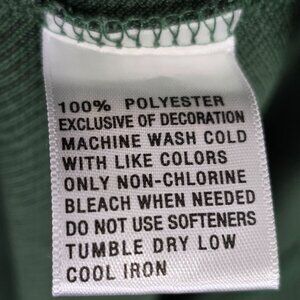 100% POLYESTER
EXCLUSIVE OF DECORATION
MACHINE WASH COLD
WITH LIKE COLORS
ONLY NON-CHLORINE
BLEACH WHEN NEEDED
DO NOT USE SOFTENERS
TUMBLE DRY LOW
COOL IRON